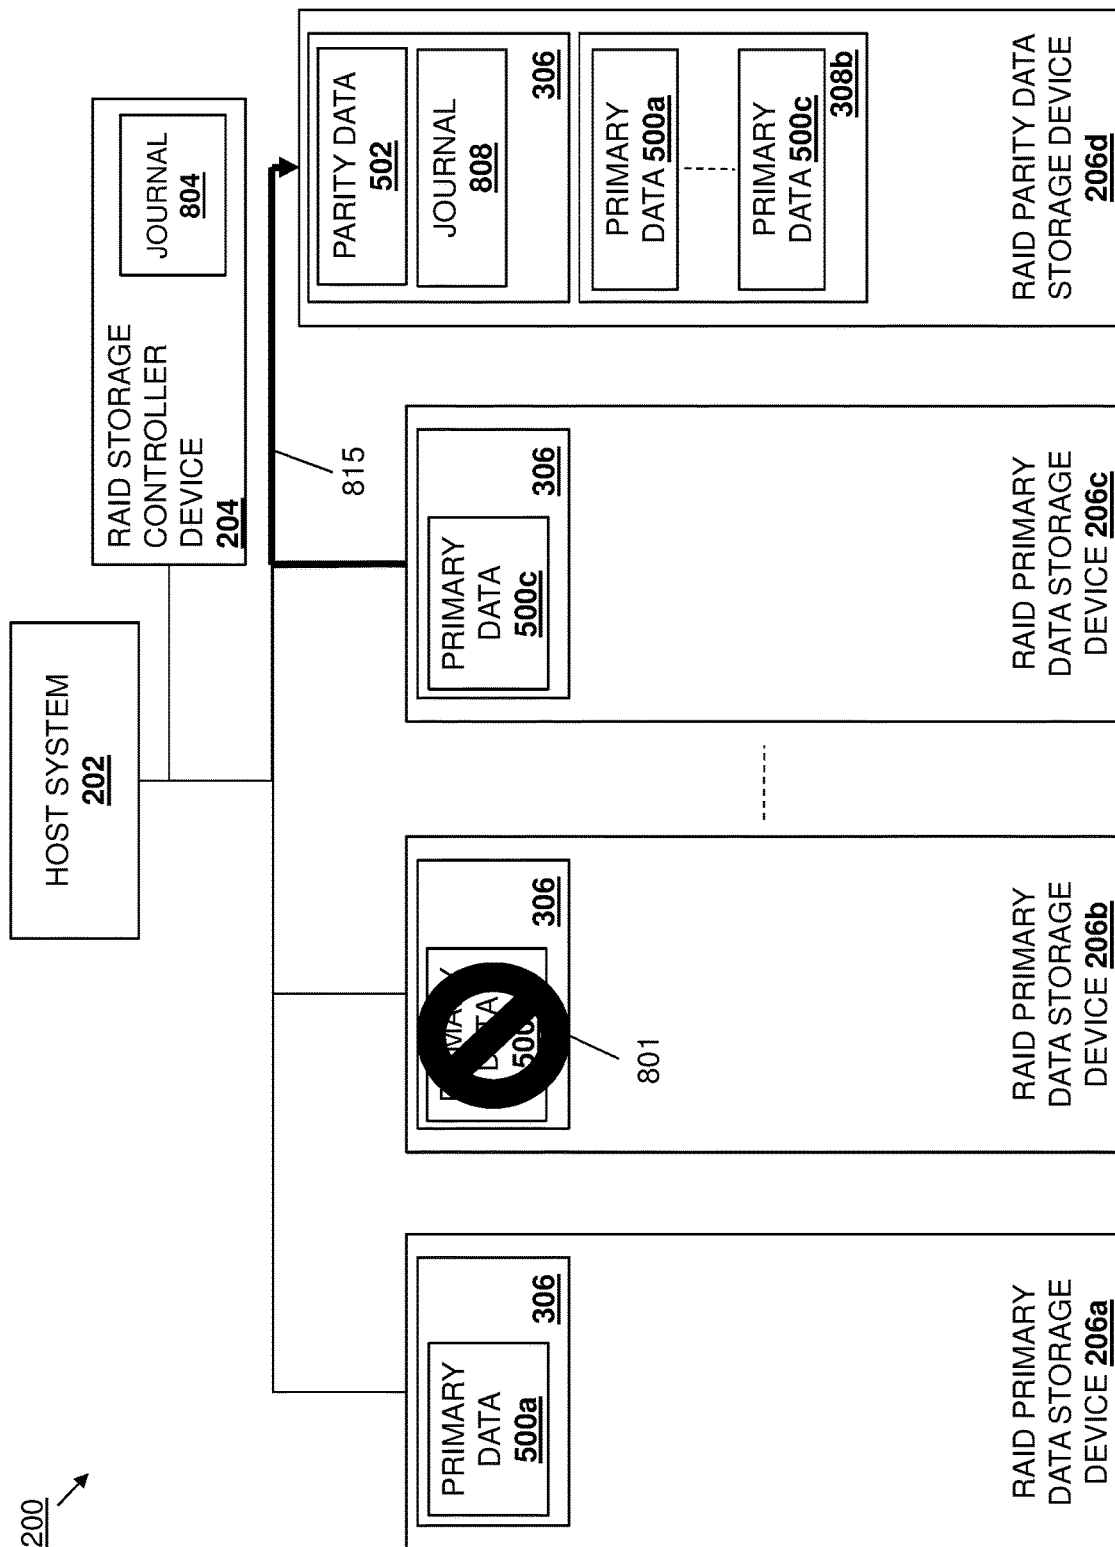 200
HOST SYSTEM
202
RAID STORAGE
CONTROLLER
DEVICE
204
JOURNAL
804
815
PRIMARY
DATA
500a
306
RAID PRIMARY
DATA STORAGE
DEVICE 206a
306
801
RAID PRIMARY
DATA STORAGE
DEVICE 206b
PRIMARY
DATA
500c
306
RAID PRIMARY
DATA STORAGE
DEVICE 206c
PARITY DATA
502
JOURNAL
808
306
PRIMARY
DATA 500a
PRIMARY
DATA 500c
308b
RAID PARITY DATA
STORAGE DEVICE
206d